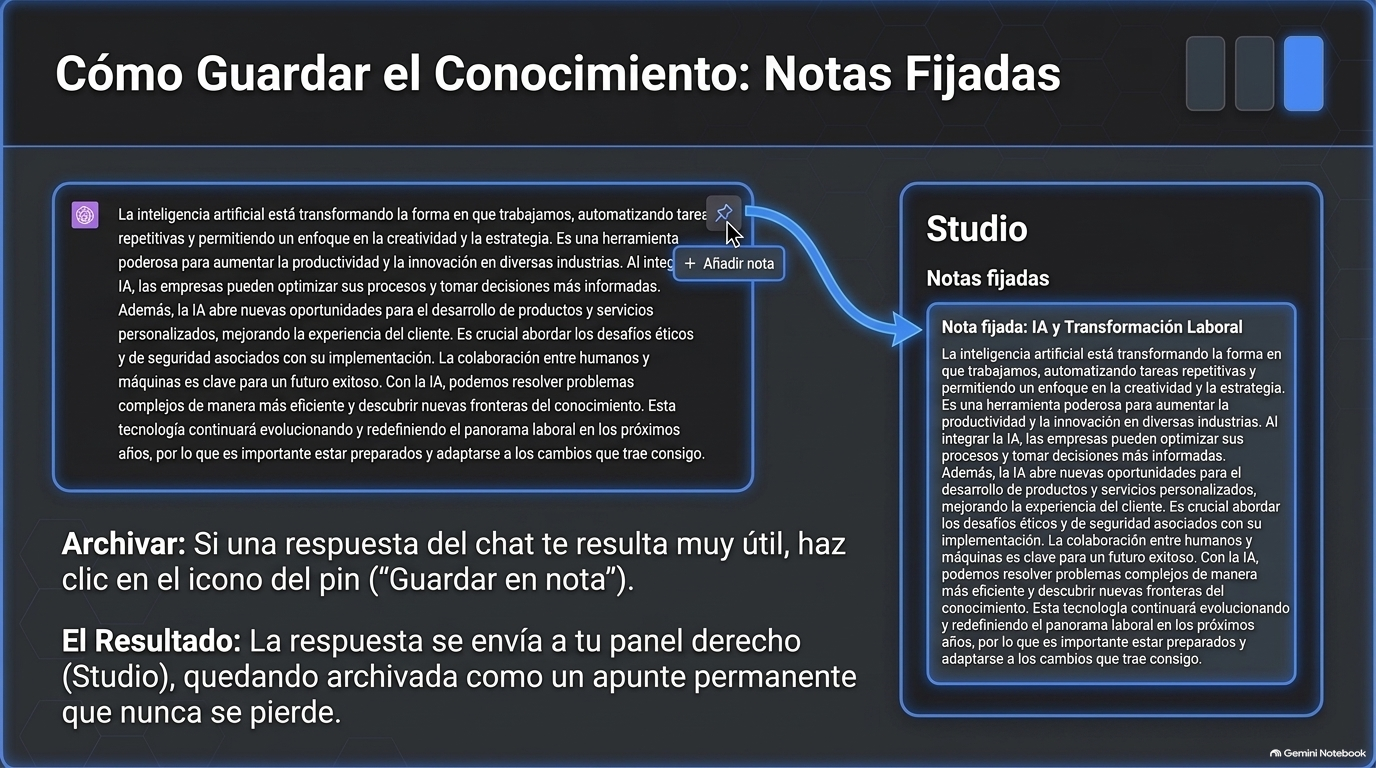 Cómo Guardar el Conocimiento: Notas Fijadas
La inteligencia artificial está transformando la forma en que trabajamos, automatizando tarea
repetitivas y permitiendo un enfoque en la creatividad y la estrategia. Es una herramienta
poderosa para aumentar la productividad y la innovación en diversas industrias. Al integ
IA, las empresas pueden optimizar sus procesos y tomar decisiones más informadas.
Además, la IA abre nuevas oportunidades para el desarrollo de productos y servicios
personalizados, mejorando la experiencia del cliente. Es crucial abordar los desafíos éticos
y de seguridad asociados con su implementación. La colaboración entre humanos y
máquinas es clave para un futuro exitoso. Con la IA, podemos resolver problemas
complejos de manera más eficiente y descubrir nuevas fronteras del conocimiento. Esta
tecnología continuará evolucionando y redefiniendo el panorama laboral en los próximos
años, por lo que es importante estar preparados y adaptarse a los cambios que trae consigo.
+ Añadir nota
Archivar: Si una respuesta del chat te resulta muy útil, haz
clic en el icono del pin (“Guardar en nota”).
El Resultado: La respuesta se envía a tu panel derecho
(Studio), quedando archivada como un apunte permanente
que nunca se pierde.
Studio
Notas fijadas
Nota fijada: IA y Transformación Laboral
La inteligencia artificial está transformando la forma en
que trabajamos, automatizando tareas repetitivas y
permitiendo un enfoque en la creatividad y la estrategia.
Es una herramienta poderosa para aumentar la
productividad y la innovación en diversas industrias. Al
integrar la IA, las empresas pueden optimizar sus
procesos y tomar decisiones más informadas.
Además, la IA abre nuevas oportunidades para el
desarrollo de productos y servicios personalizados,
mejorando la experiencia del cliente. Es crucial abordar
los desafíos éticos y de seguridad asociados con su
implementación. La colaboración entre humanos y
máquinas es clave para un futuro exitoso. Con la IA,
podemos resolver problemas complejos de manera
más eficiente y descubrir nuevas fronteras del
conocimiento. Esta tecnología continuará evolucionando
y redefiniendo el panorama laboral en los próximos
años, por lo que es importante estar preparados y
adaptarse a los cambios que trae consigo.
Gemini Notebook